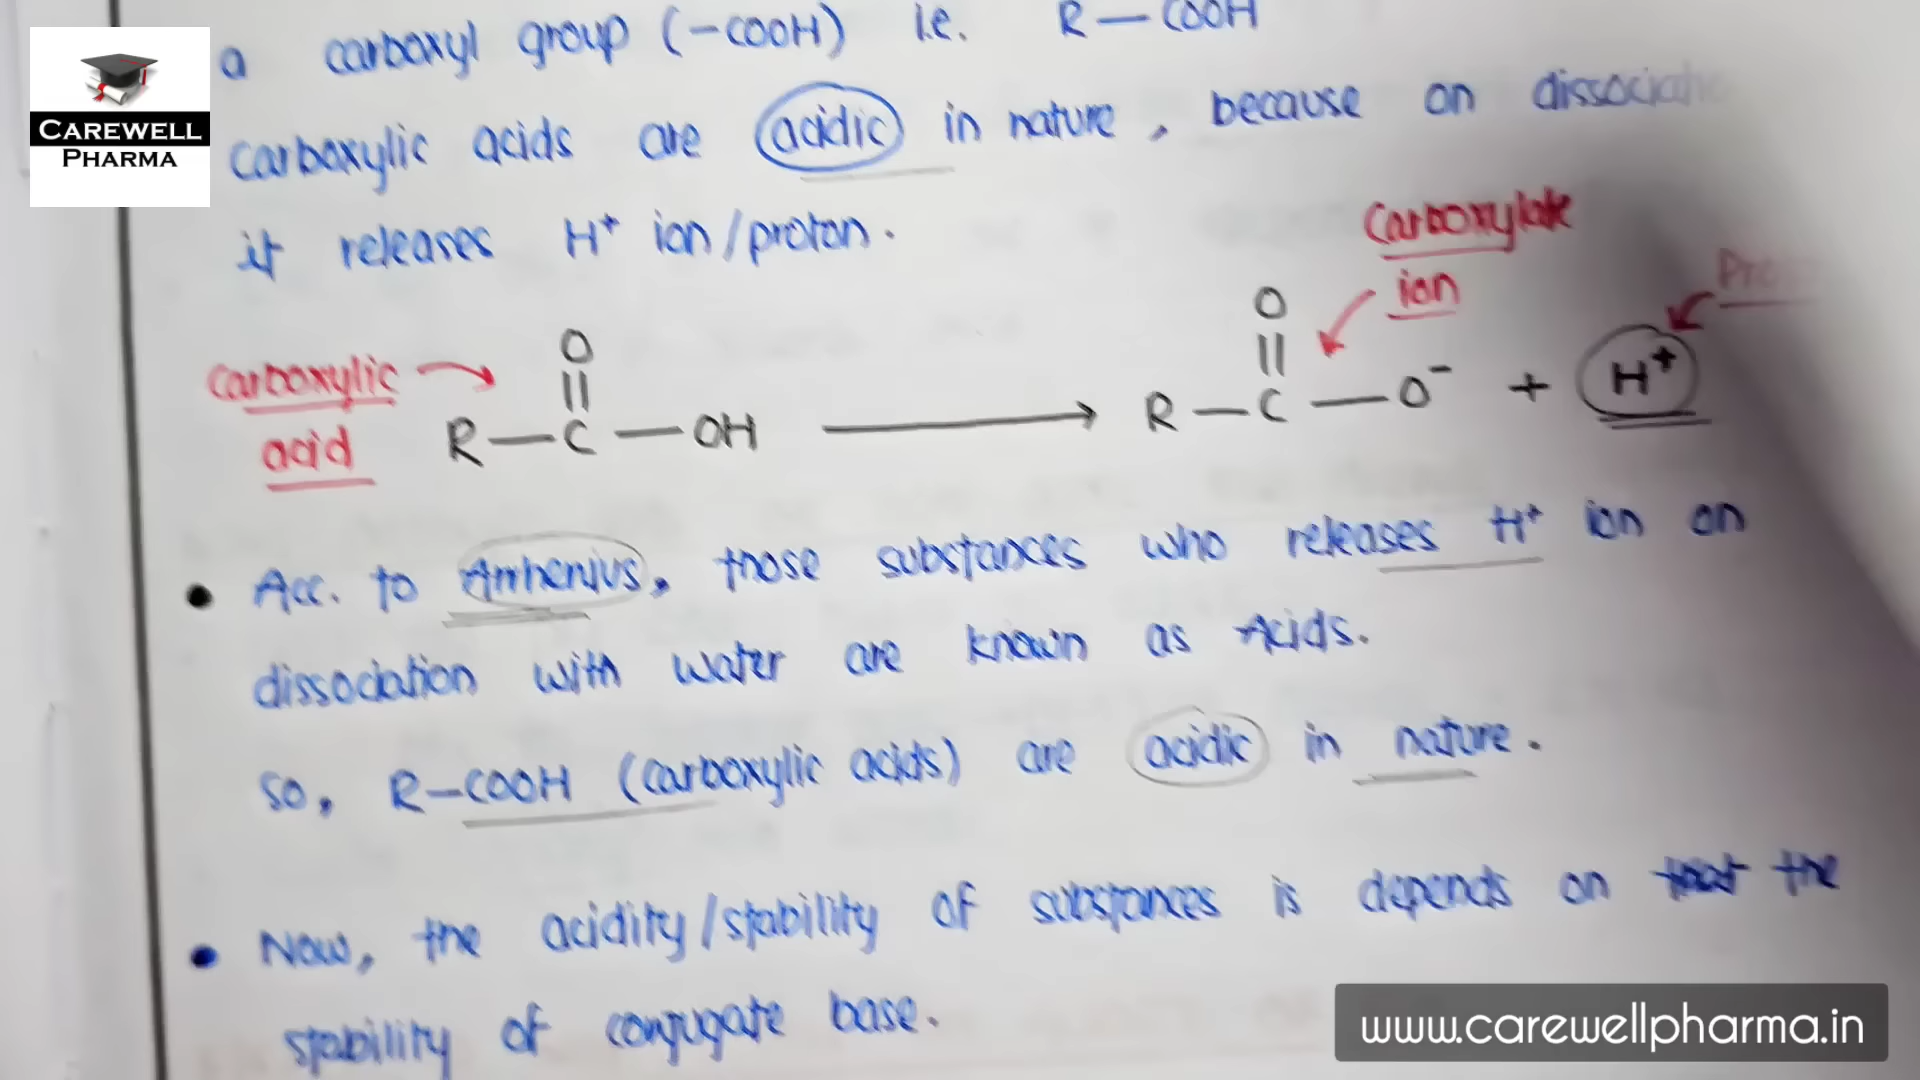 CAREWELL
PHARMA
a carboxyl group (-COOH) i.e. R—COOH
carboxylic acids are acidic in nature, because on
it releases H⁺ ion/proton.
Carboxylate
ion
Carboxylic
acid
O
||
R—C—OH
O
||
R—C—O⁻ + H⁺
• Acc. to Arrhenius, those substances who releases H⁺ ion on
dissociation with water are known as Acids.
So, R-COOH (carboxylic acids) are acidic in nature.
• Now, the acidity/stability of substances is depends on the
stability of conjugate base.
www.carewellpharma.in